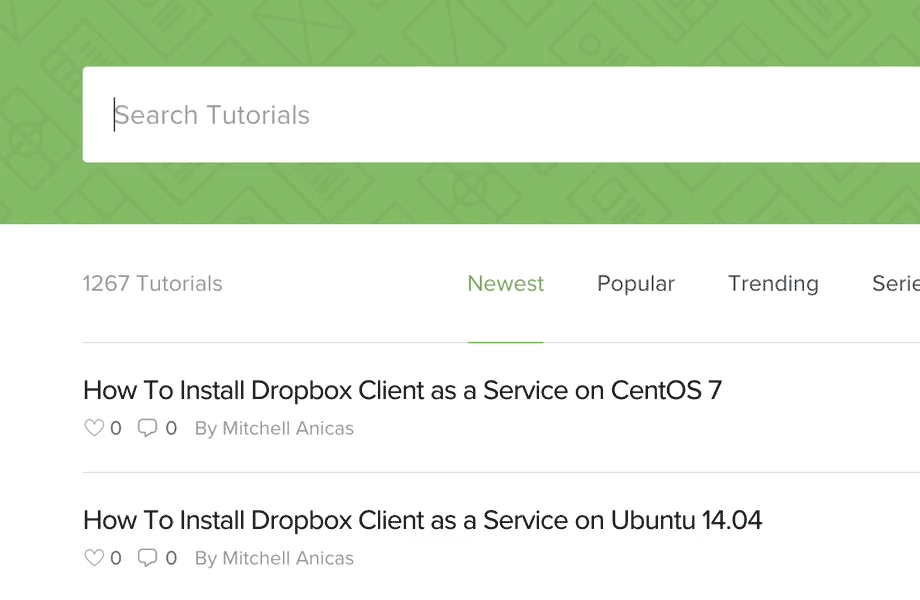 Search Tutorials
1267 Tutorials Newest Popular Trending Serie
How To Install Dropbox Client as a Service on CentOS 7
0 0 By Mitchell Anicas
How To Install Dropbox Client as a Service on Ubuntu 14.04
0 0 By Mitchell Anicas